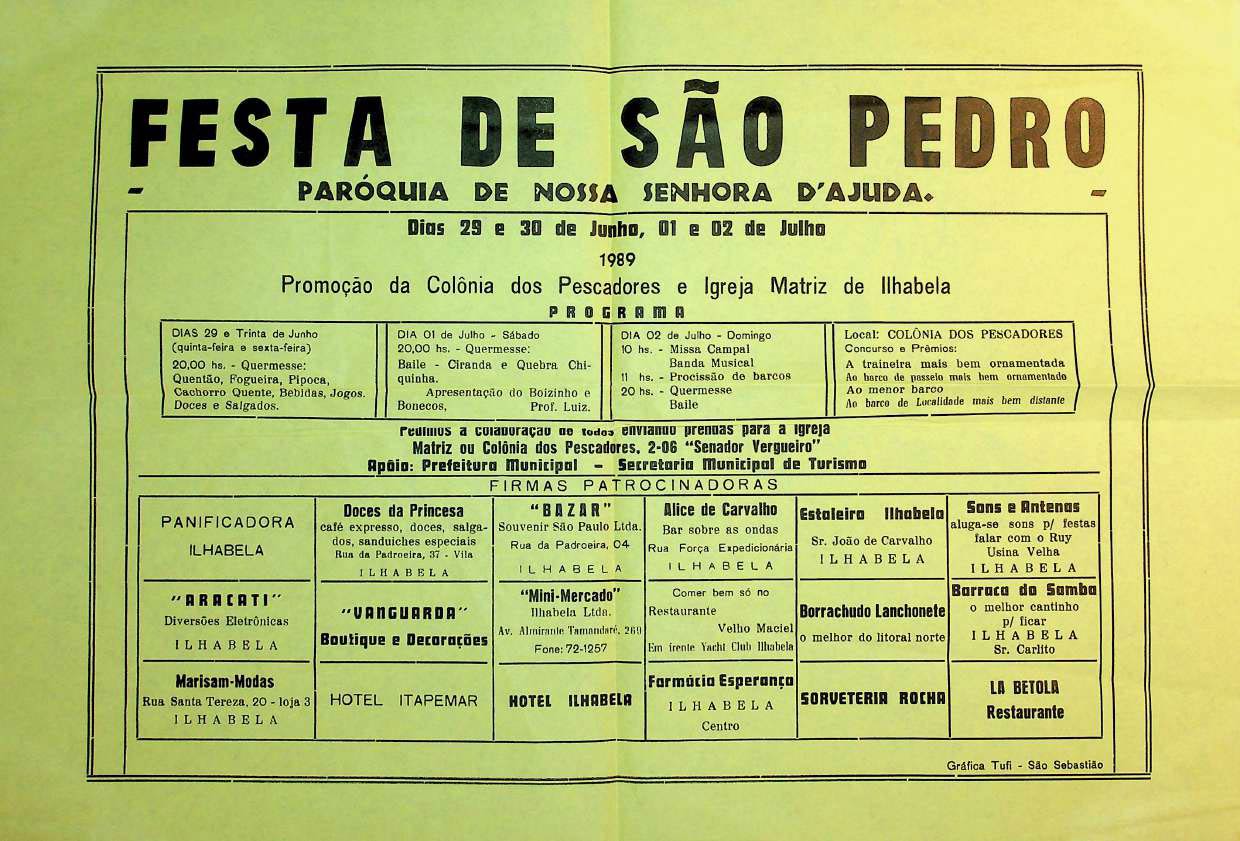 FESTA DE SÃO PEDRO
- PARÓQUIA DE NOSSA SENHORA D'AJUDA. -
Dias 29 e 30 de Junho, 01 e 02 de Julho
1989
Promoção da Colônia dos Pescadores e Igreja Matriz de Ilhabela
PROGRAMA
DIAS 29 e Trinta de Junho
(quinta-feira e sexta-feira)
20,00 hs. - Quermesse:
Quentão, Fogueira, Pipoca,
Cachorro Quente, Bebidas, Jogos.
Doces e Salgados.
DIA 01 de Julho - Sábado
20,00 hs. - Quermesse:
Baile - Ciranda e Quebra Chi-
quinha.
Apresentação do Boizinho e
Bonecos, Prof. Luiz.
DIA 02 de Julho - Domingo
10 hs. - Missa Campal
Banda Musical
11 hs. - Procissão de barcos
20 hs. - Quermesse
Baile
Local: COLÔNIA DOS PESCADORES
Concurso e Prêmios:
A traineira mais bem ornamentada
Ao barco de passeio mais bem ornamentado
Ao menor barco
Ao barco de Localidade mais bem distante
Pedimos a colaboração de todas enviando prendas para a Igreja
Matriz ou Colônia dos Pescadores, 2-06 "Senador Vergueiro"
Apôio: Prefeitura Municipal - Secretaria Municipal de Turismo
FIRMAS PATROCINADORAS
PANIFICADORA
ILHABELA
Doces da Princesa
café expresso, doces, salga-
dos, sanduiches especiais
Rua da Padroeira, 37 - Vila
ILHABELA
"BAZAR"
Souvenir São Paulo Ltda.
Rua da Padroeira, 04
ILHABELA
Alice de Carvalho
Bar sobre as ondas
Rua Força Expedicionária
ILHABELA
Estaleiro Ilhabela
Sr. João de Carvalho
ILHABELA
Sons e Antenas
aluga-se sons p/ festas
falar com o Ruy
Usina Velha
ILHABELA
"ARACATI"
Diversões Eletrônicas
ILHABELA
"VANGUARDA"
Boutique e Decorações
"Mini-Mercado"
Ilhabela Ltda.
Av. Almirante Tamandaré, 269
Fone: 72-1257
Comer bem só no
Restaurante
Velho Maciel
Em frente Yacht Club Ilhabela
Borrachudo Lanchonete
o melhor do litoral norte
Barraca do Samba
o melhor cantinho
p/ ficar
ILHABELA
Sr. Carlito
Marisam-Modas
Rua Santa Tereza, 20 - loja 3
ILHABELA
HOTEL ITAPEMAR
HOTEL ILHABELA
Farmácia Esperança
ILHABELA
Centro
SORVETERIA ROCHA
LA BETOLA
Restaurante
Gráfica Tufi - São Sebastião